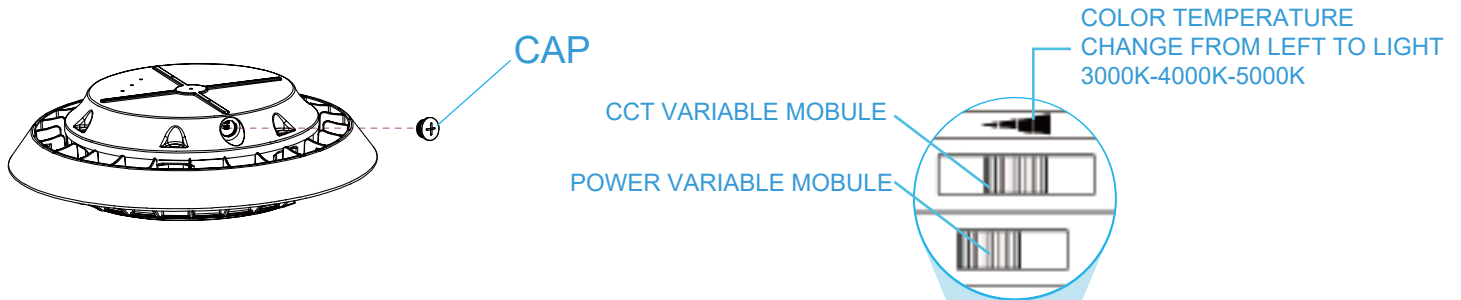 CAP
COLOR TEMPERATURE
CHANGE FROM LEFT TO LIGHT
3000K-4000K-5000K
CCT VARIABLE MOBULE
POWER VARIABLE MOBULE